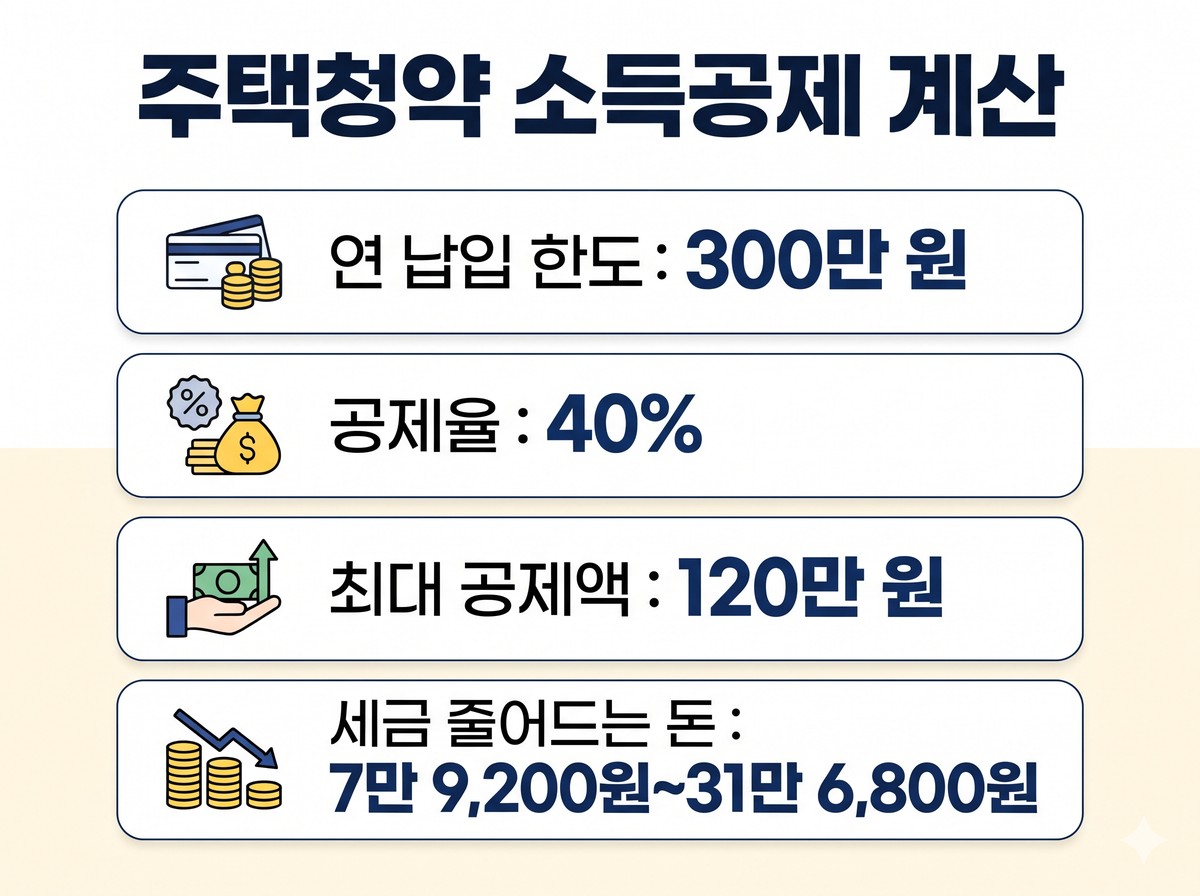 주택청약 소득공제 계산
연 납입 한도 : 300만 원
%
공제율 : 40%
$
최대 공제액 : 120만 원
세금 줄어드는 돈 :
7만 9,200원~31만 6,800원